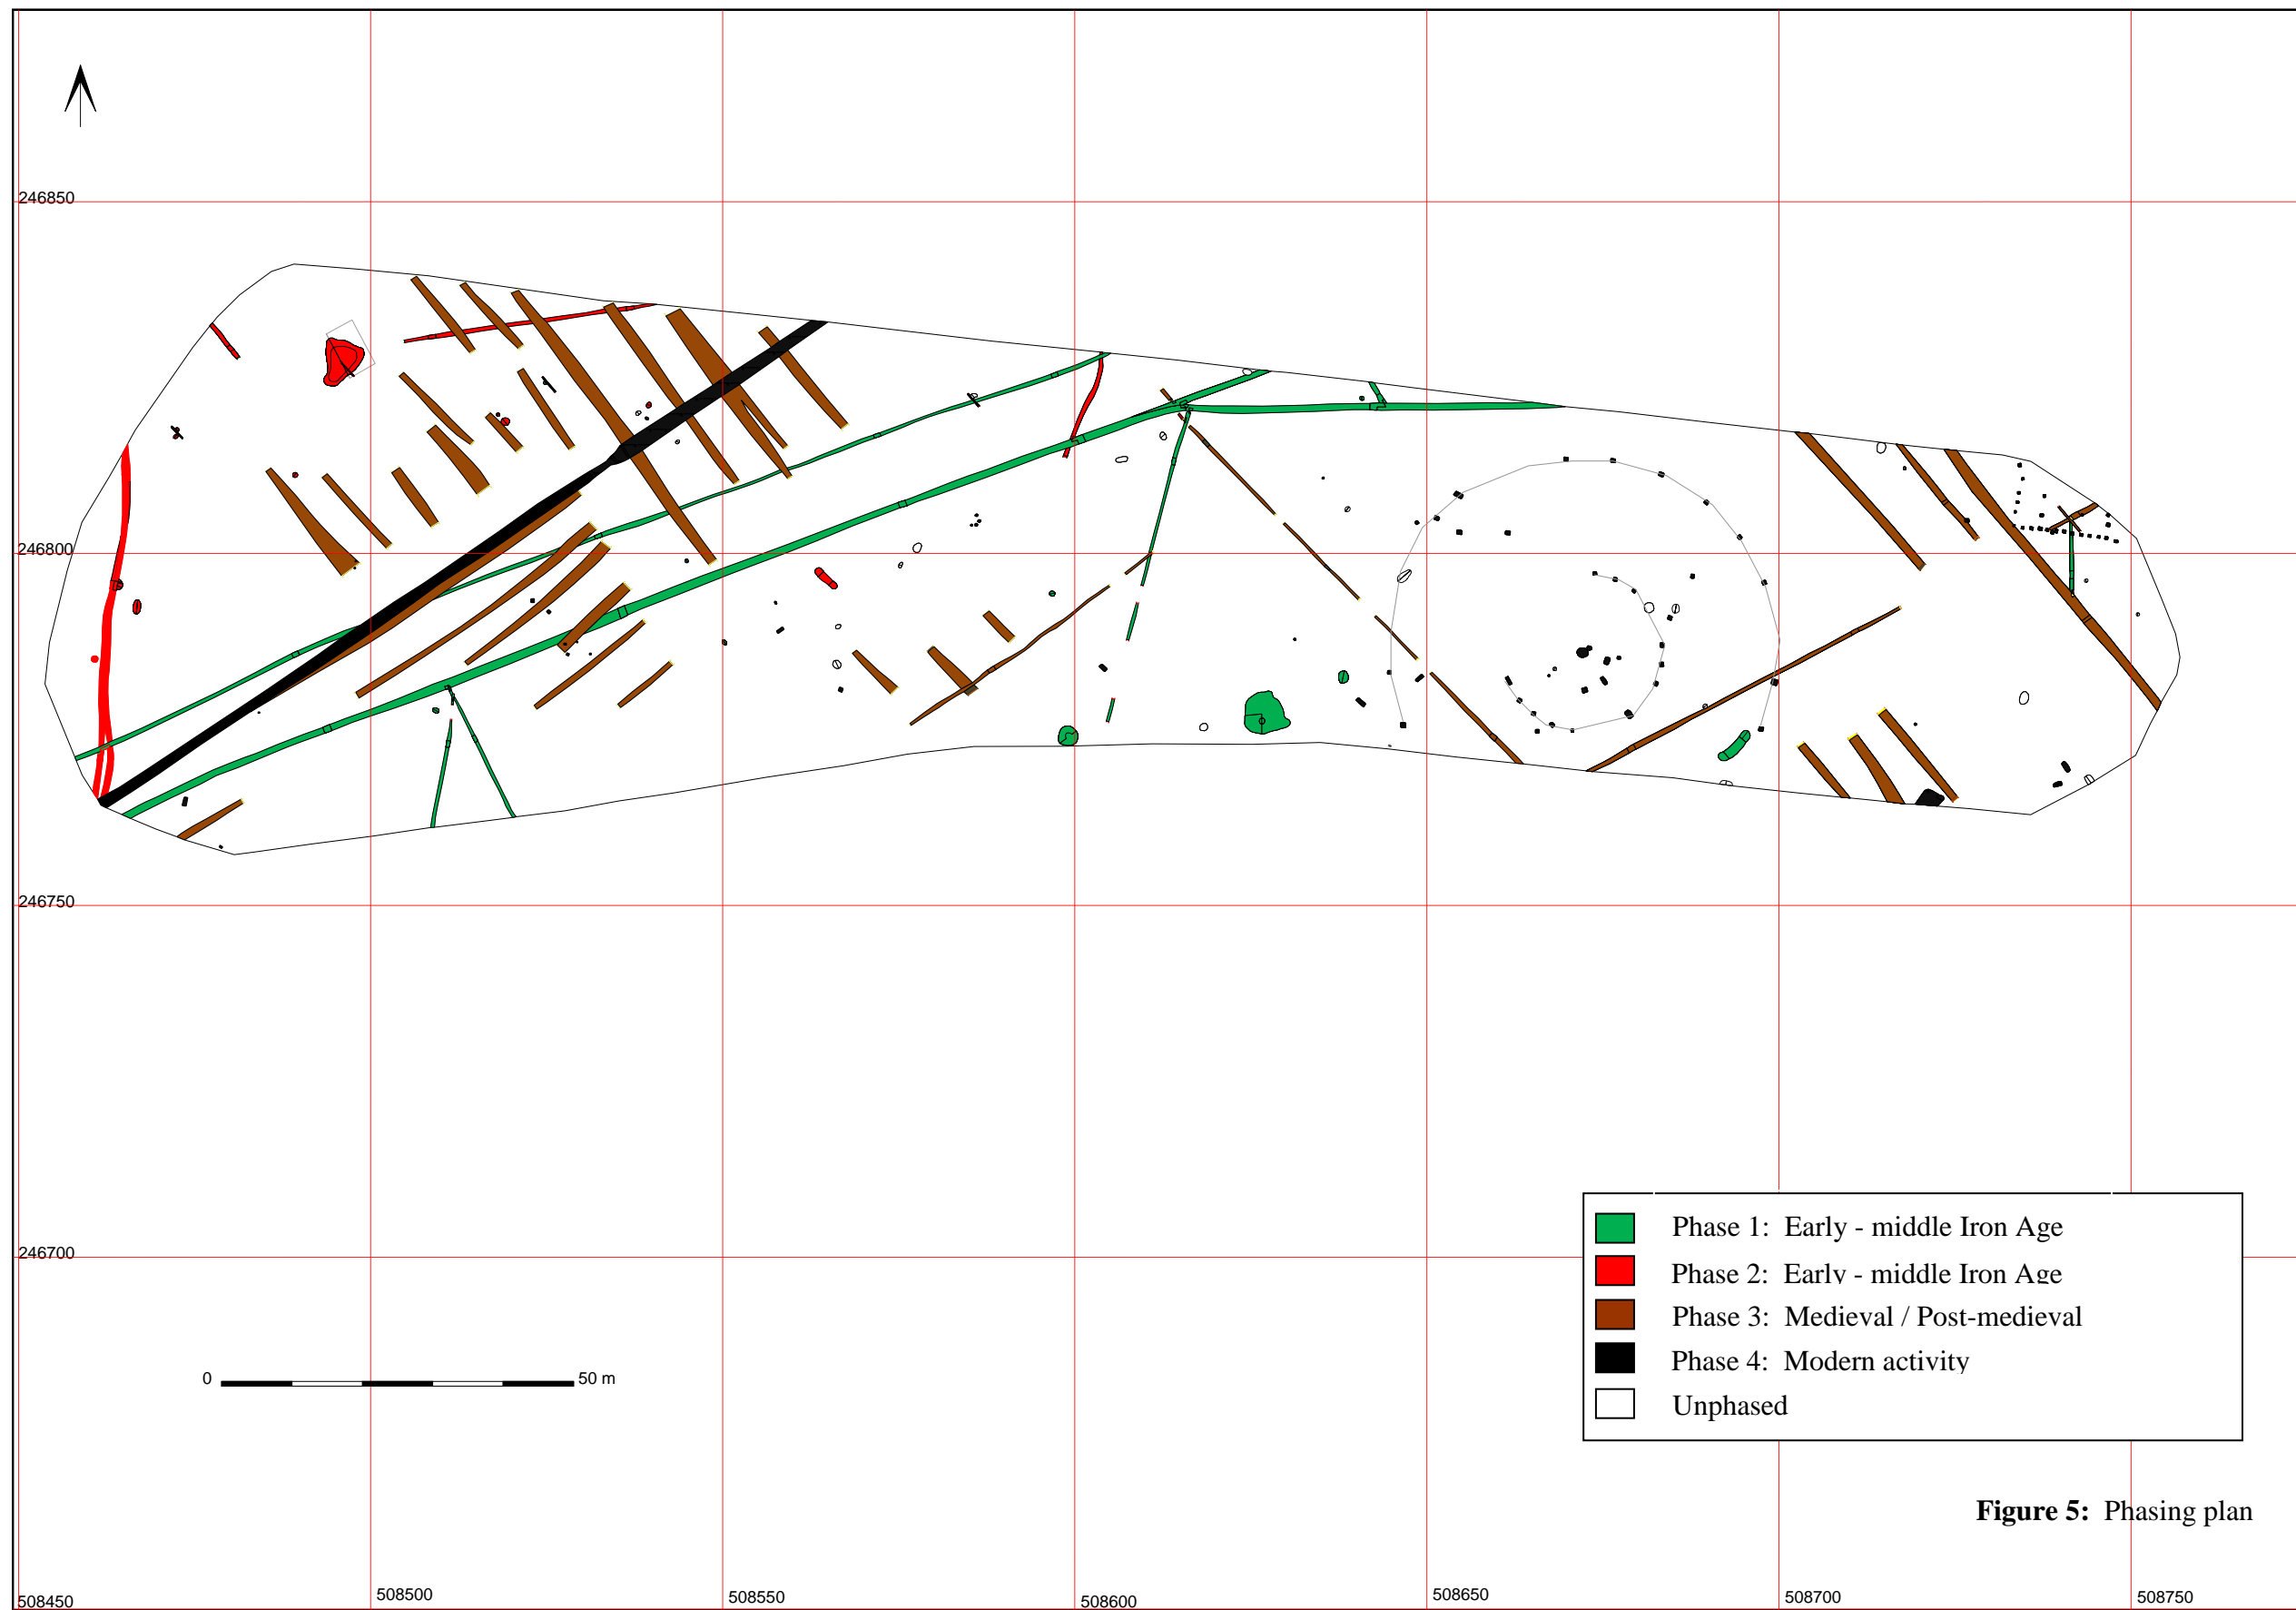 246850
246800
246750
246700
Phase 1: Early - middle Iron Age
Phase 2: Early - middle Iron Age
Phase 3: Medieval / Post-medieval
Phase 4: Modern activity
Unphased
0 50 m
Figure 5: Phasing plan
508450 508500 508550 508600 508650 508700 508750